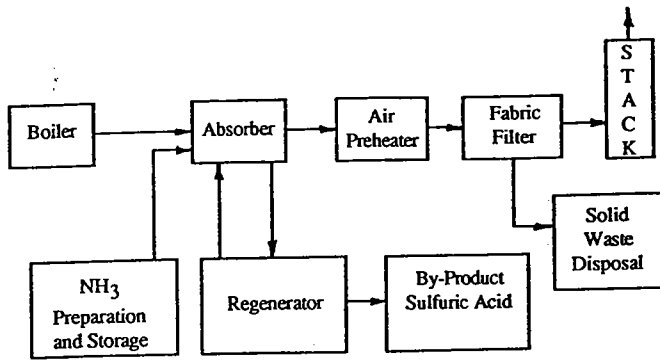 Boiler
Absorber
Air
Preheater
Fabric
Filter
S
T
A
C
K
NH3
Preparation
and Storage
Regenerator
By-Product
Sulfuric Acid
Solid
Waste
Disposal